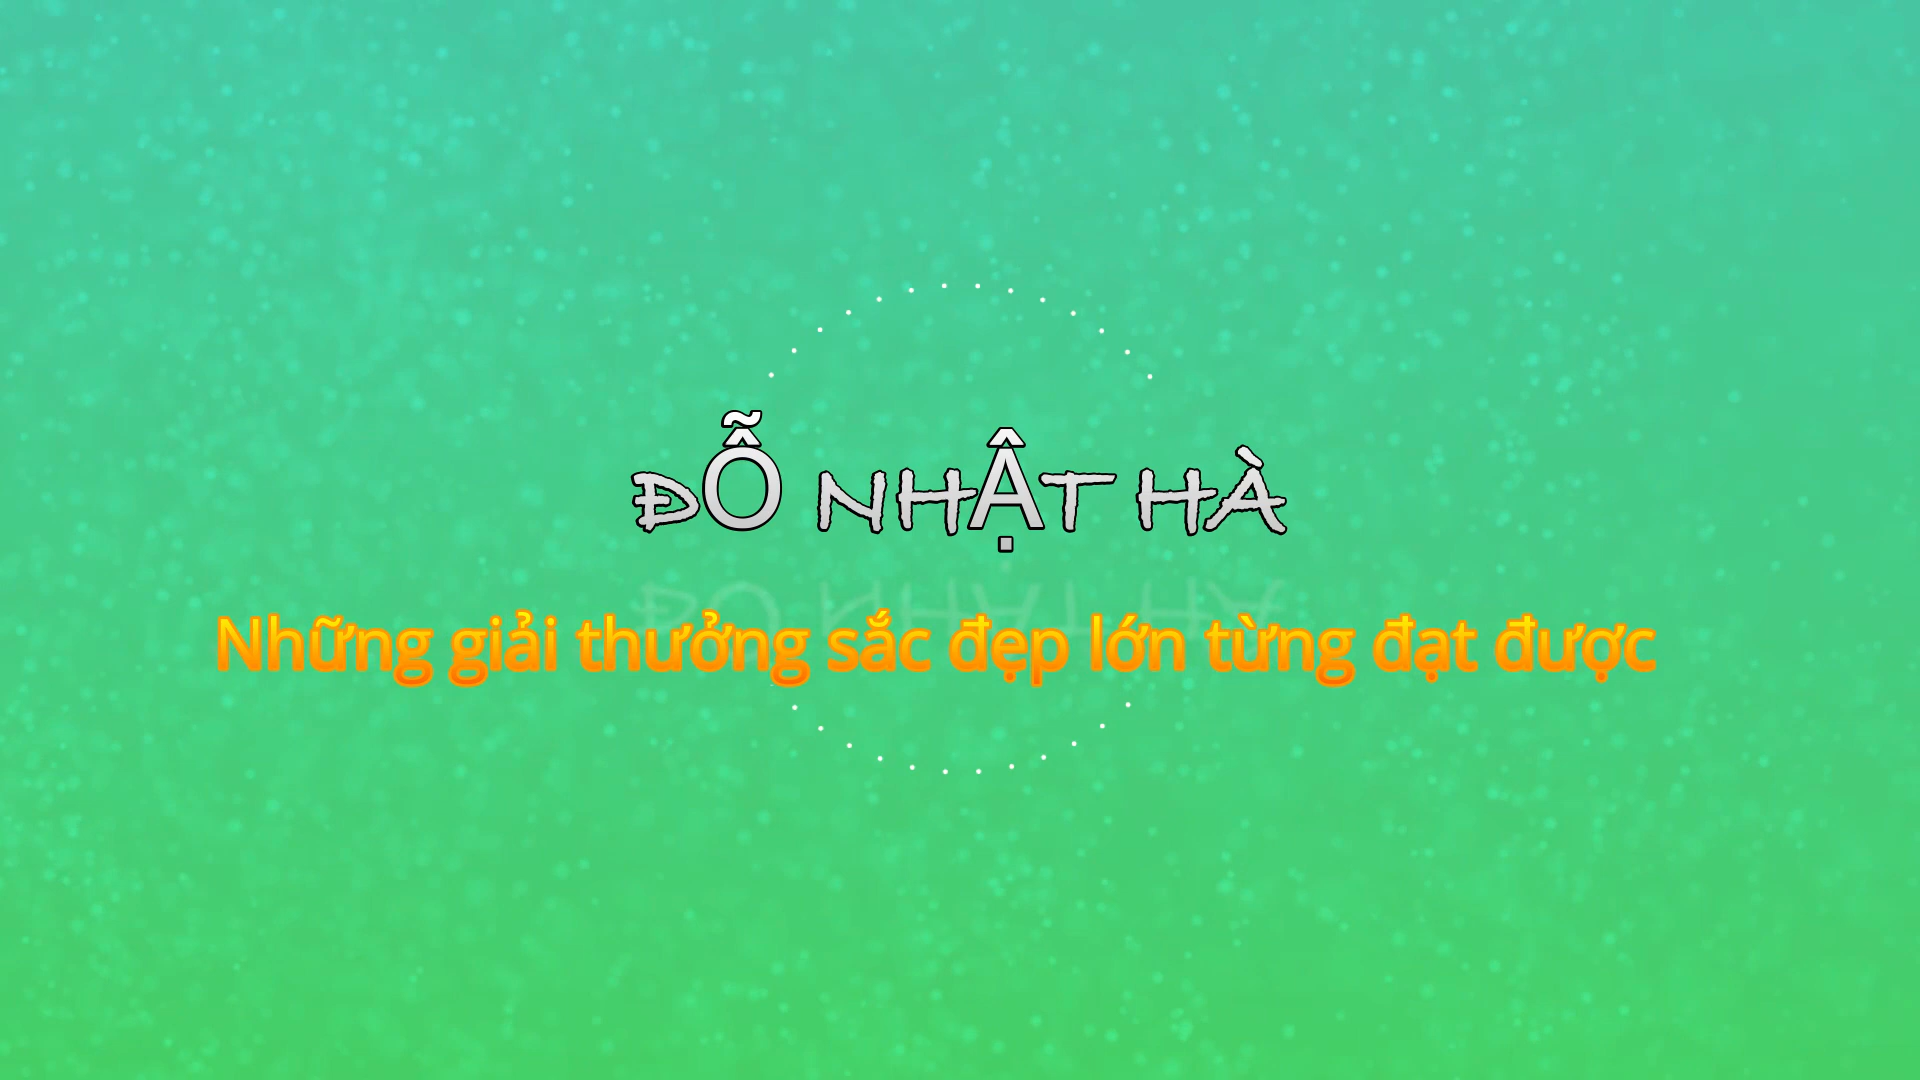 ĐỖ NHẬT HÀ
Những giải thưởng sắc đẹp lớn từng đạt được